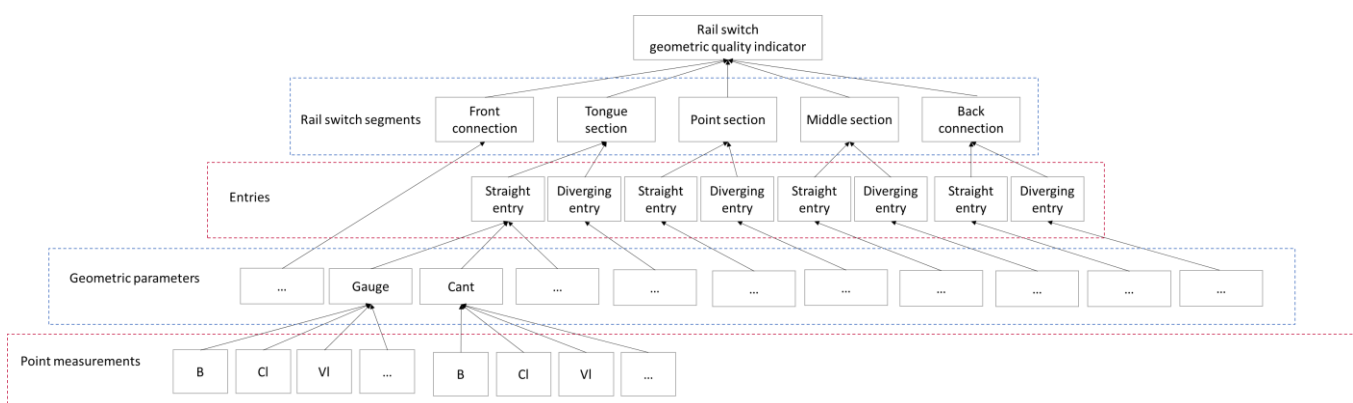 Rail switch
geometric quality indicator
Rail switch segments
Front
connection
Tongue
section
Point section
Middle section
Back
connection
Entries
Straight
entry
Diverging
entry
Straight
entry
Diverging
entry
Straight
entry
Diverging
entry
Straight
entry
Diverging
entry
Geometric parameters
...
Gauge
Cant
...
...
...
...
...
...
...
...
Point measurements
B
Cl
Vl
...
B
Cl
Vl
...